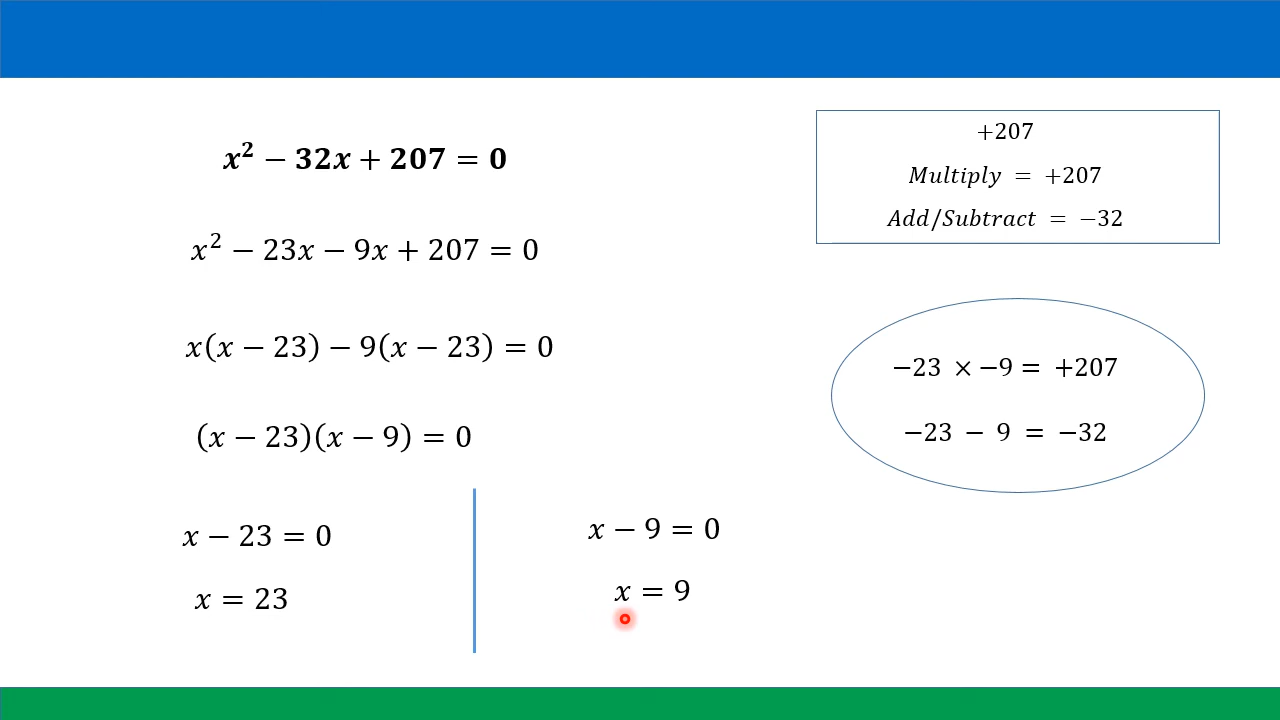 x² − 32x + 207 = 0
x² − 23x − 9x + 207 = 0
x(x − 23) − 9(x − 23) = 0
(x − 23)(x − 9) = 0
x − 23 = 0
x = 23
x − 9 = 0
x = 9
+207
Multiply = +207
Add/Subtract = −32
−23 × −9 = +207
−23 − 9 = −32